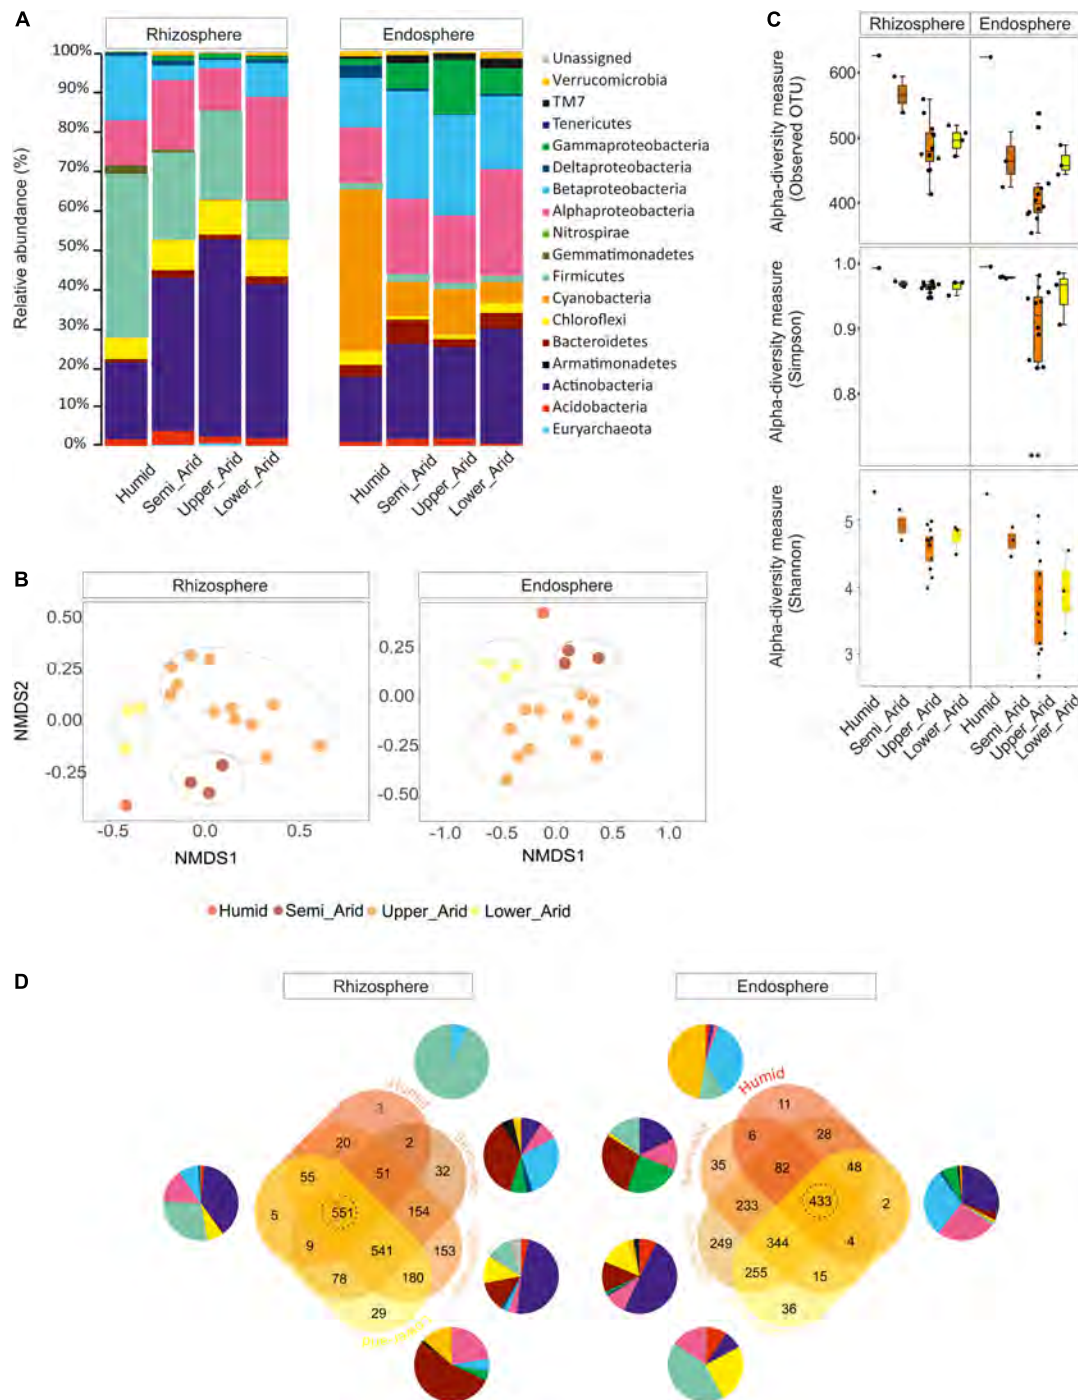 A
Rhizosphere
Endosphere
100%
90%
80%
70%
60%
50%
40%
30%
20%
10%
0%
Relative abundance (%)
Humid
Semi_Arid
Upper_Arid
Lower_Arid
Humid
Semi_Arid
Upper_Arid
Lower_Arid
Unassigned
Verrucomicrobia
TM7
Tenericutes
Gammaproteobacteria
Deltaproteobacteria
Betaproteobacteria
Alphaproteobacteria
Nitrospirae
Gemmatimonadetes
Firmicutes
Cyanobacteria
Chloroflexi
Bacteroidetes
Armatimonadetes
Actinobacteria
Acidobacteria
Euryarchaeota
C
Rhizosphere
Endosphere
Alpha-diversity measure
(Observed OTU)
600
500
400
Alpha-diversity measure
(Simpson)
1.0
0.9
0.8
Alpha-diversity measure
(Shannon)
5
4
3
Humid
Semi_Arid
Upper_Arid
Lower_Arid
Humid
Semi_Arid
Upper_Arid
Lower_Arid
B
Rhizosphere
Endosphere
NMDS2
0.50
0.25
0.00
-0.25
-0.5
0.0
0.5
NMDS1
0.25
0.00
-0.25
-0.50
-1.0
-0.5
0.0
0.5
1.0
NMDS1
Humid
Semi_Arid
Upper_Arid
Lower_Arid
D
Rhizosphere
Endosphere
Humid
20
2
32
55
51
551
154
5
9
541
153
78
180
29
Humid
11
6
28
35
82
48
233
433
2
249
344
4
255
15
36